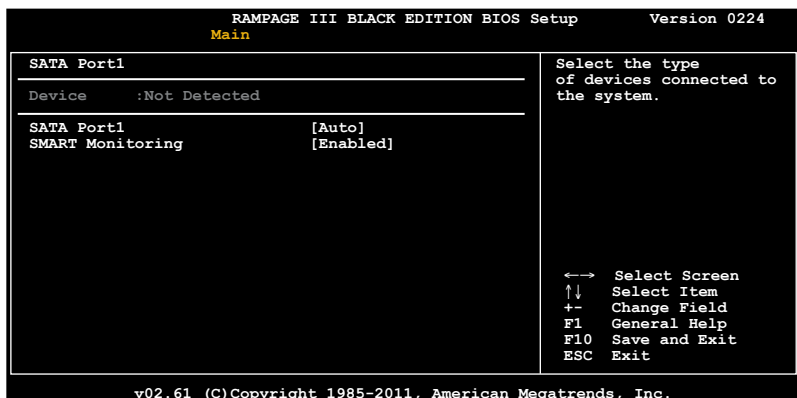 RAMPAGE III BLACK EDITION BIOS Setup Version 0224
Main
SATA Port1
Device :Not Detected
SATA Port1 [Auto]
SMART Monitoring [Enabled]
Select the type
of devices connected to
the system.
←→ Select Screen
↑↓ Select Item
+- Change Field
F1 General Help
F10 Save and Exit
ESC Exit
v02.61 (C)Copyright 1985-2011, American Megatrends, Inc.